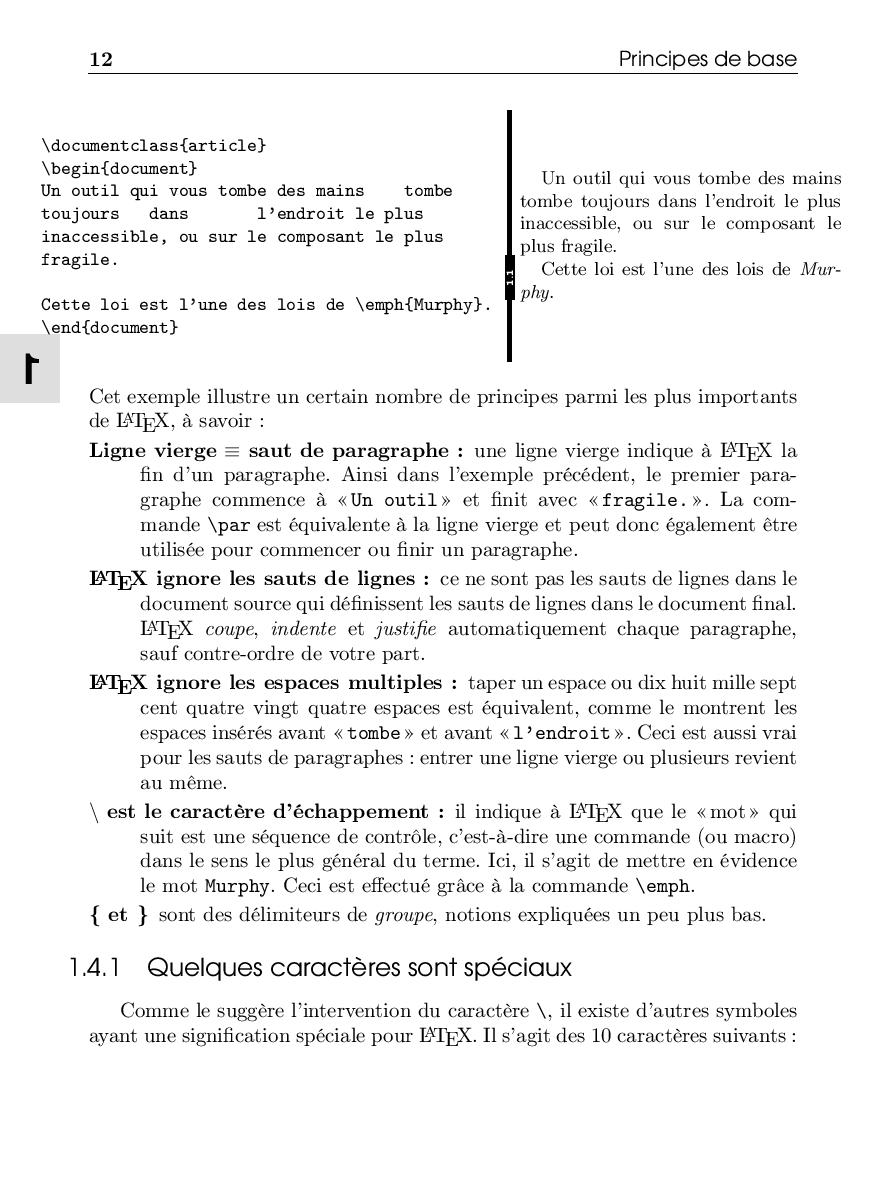 12 Principes de base
\documentclass{article}
\begin{document}
Un outil qui vous tombe des mains    tombe
toujours   dans       l'endroit le plus
inaccessible, ou sur le composant le plus
fragile.

Cette loi est l'une des lois de \emph{Murphy}.
\end{document}
1.1
Un outil qui vous tombe des mains
tombe toujours dans l'endroit le plus
inaccessible, ou sur le composant le
plus fragile.
Cette loi est l'une des lois de Mur-
phy.
1
Cet exemple illustre un certain nombre de principes parmi les plus importants
de LATEX, à savoir :
Ligne vierge ≡ saut de paragraphe : une ligne vierge indique à LATEX la
fin d'un paragraphe. Ainsi dans l'exemple précédent, le premier para-
graphe commence à « Un outil » et finit avec « fragile. ». La com-
mande \par est équivalente à la ligne vierge et peut donc également être
utilisée pour commencer ou finir un paragraphe.
LATEX ignore les sauts de lignes : ce ne sont pas les sauts de lignes dans le
document source qui définissent les sauts de lignes dans le document final.
LATEX coupe, indente et justifie automatiquement chaque paragraphe,
sauf contre-ordre de votre part.
LATEX ignore les espaces multiples : taper un espace ou dix huit mille sept
cent quatre vingt quatre espaces est équivalent, comme le montrent les
espaces insérés avant « tombe » et avant « l'endroit ». Ceci est aussi vrai
pour les sauts de paragraphes : entrer une ligne vierge ou plusieurs revient
au même.
\ est le caractère d'échappement : il indique à LATEX que le « mot » qui
suit est une séquence de contrôle, c'est-à-dire une commande (ou macro)
dans le sens le plus général du terme. Ici, il s'agit de mettre en évidence
le mot Murphy. Ceci est effectué grâce à la commande \emph.
{ et } sont des délimiteurs de groupe, notions expliquées un peu plus bas.
1.4.1 Quelques caractères sont spéciaux
Comme le suggère l'intervention du caractère \, il existe d'autres symboles
ayant une signification spéciale pour LATEX. Il s'agit des 10 caractères suivants :